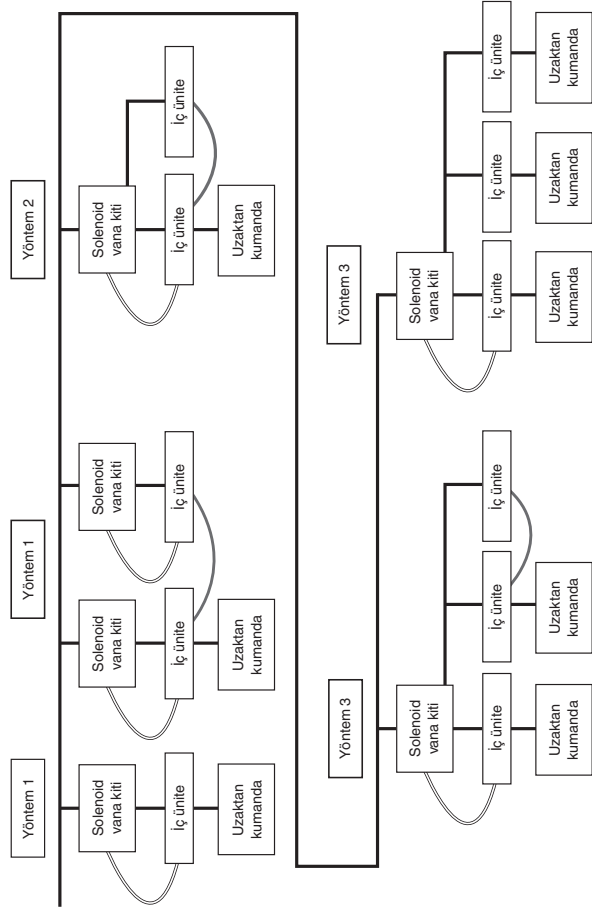 Yöntem 1
Solenoid
vana kiti
İç ünite
Uzaktan
kumanda
Yöntem 1
Solenoid
vana kiti
İç ünite
Uzaktan
kumanda
Solenoid
vana kiti
İç ünite
Yöntem 2
Solenoid
vana kiti
İç ünite
Uzaktan
kumanda
İç ünite
Yöntem 3
Solenoid
vana kiti
İç ünite
Uzaktan
kumanda
İç ünite
Uzaktan
kumanda
İç ünite
Yöntem 3
Solenoid
vana kiti
İç ünite
Uzaktan
kumanda
İç ünite
Uzaktan
kumanda
İç ünite
Uzaktan
kumanda